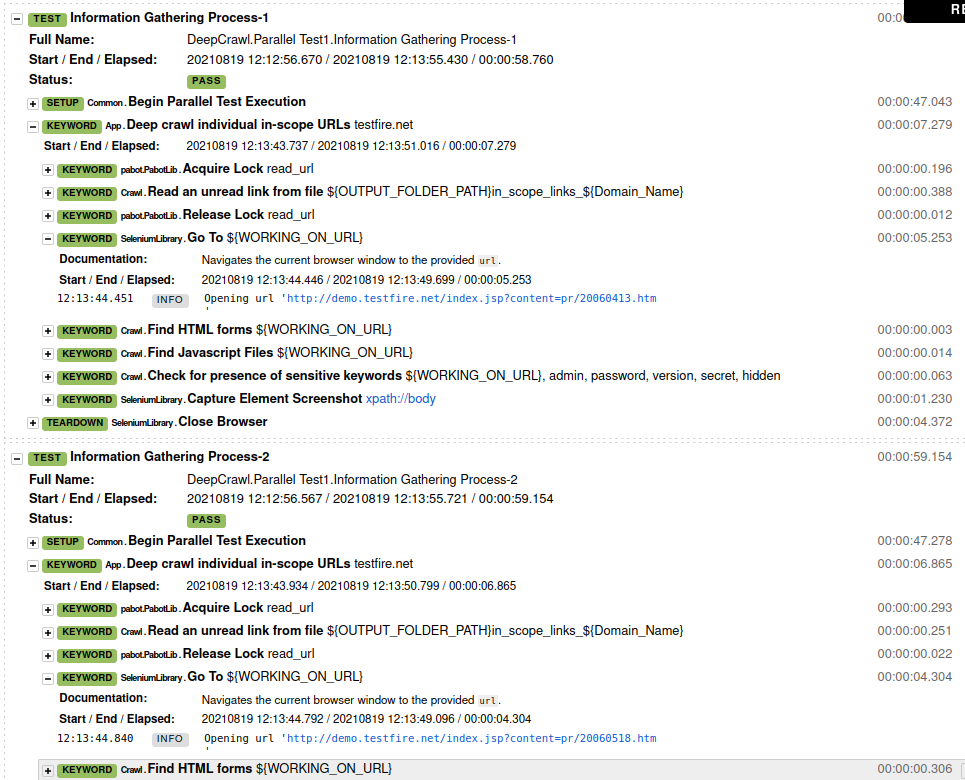 − TEST Information Gathering Process-1 00:0 RE
Full Name: DeepCrawl.Parallel Test1.Information Gathering Process-1
Start / End / Elapsed: 20210819 12:12:56.670 / 20210819 12:13:55.430 / 00:00:58.760
Status: PASS
+ SETUP Common.Begin Parallel Test Execution 00:00:47.043
− KEYWORD App.Deep crawl individual in-scope URLs testfire.net 00:00:07.279
Start / End / Elapsed: 20210819 12:13:43.737 / 20210819 12:13:51.016 / 00:00:07.279
+ KEYWORD pabot.PabotLib.Acquire Lock read_url 00:00:00.196
+ KEYWORD Crawl.Read an unread link from file ${OUTPUT_FOLDER_PATH}in_scope_links_${Domain_Name} 00:00:00.388
+ KEYWORD pabot.PabotLib.Release Lock read_url 00:00:00.012
− KEYWORD SeleniumLibrary.Go To ${WORKING_ON_URL} 00:00:05.253
Documentation: Navigates the current browser window to the provided url.
Start / End / Elapsed: 20210819 12:13:44.446 / 20210819 12:13:49.699 / 00:00:05.253
12:13:44.451 INFO Opening url 'http://demo.testfire.net/index.jsp?content=pr/20060413.htm
'
+ KEYWORD Crawl.Find HTML forms ${WORKING_ON_URL} 00:00:00.003
+ KEYWORD Crawl.Find Javascript Files ${WORKING_ON_URL} 00:00:00.014
+ KEYWORD Crawl.Check for presence of sensitive keywords ${WORKING_ON_URL}, admin, password, version, secret, hidden 00:00:00.063
+ KEYWORD SeleniumLibrary.Capture Element Screenshot xpath://body 00:00:01.230
+ TEARDOWN SeleniumLibrary.Close Browser 00:00:04.372
− TEST Information Gathering Process-2 00:00:59.154
Full Name: DeepCrawl.Parallel Test1.Information Gathering Process-2
Start / End / Elapsed: 20210819 12:12:56.567 / 20210819 12:13:55.721 / 00:00:59.154
Status: PASS
+ SETUP Common.Begin Parallel Test Execution 00:00:47.278
− KEYWORD App.Deep crawl individual in-scope URLs testfire.net 00:00:06.865
Start / End / Elapsed: 20210819 12:13:43.934 / 20210819 12:13:50.799 / 00:00:06.865
+ KEYWORD pabot.PabotLib.Acquire Lock read_url 00:00:00.293
+ KEYWORD Crawl.Read an unread link from file ${OUTPUT_FOLDER_PATH}in_scope_links_${Domain_Name} 00:00:00.251
+ KEYWORD pabot.PabotLib.Release Lock read_url 00:00:00.022
− KEYWORD SeleniumLibrary.Go To ${WORKING_ON_URL} 00:00:04.304
Documentation: Navigates the current browser window to the provided url.
Start / End / Elapsed: 20210819 12:13:44.792 / 20210819 12:13:49.096 / 00:00:04.304
12:13:44.840 INFO Opening url 'http://demo.testfire.net/index.jsp?content=pr/20060518.htm
'
+ KEYWORD Crawl.Find HTML forms ${WORKING_ON_URL} 00:00:00.306